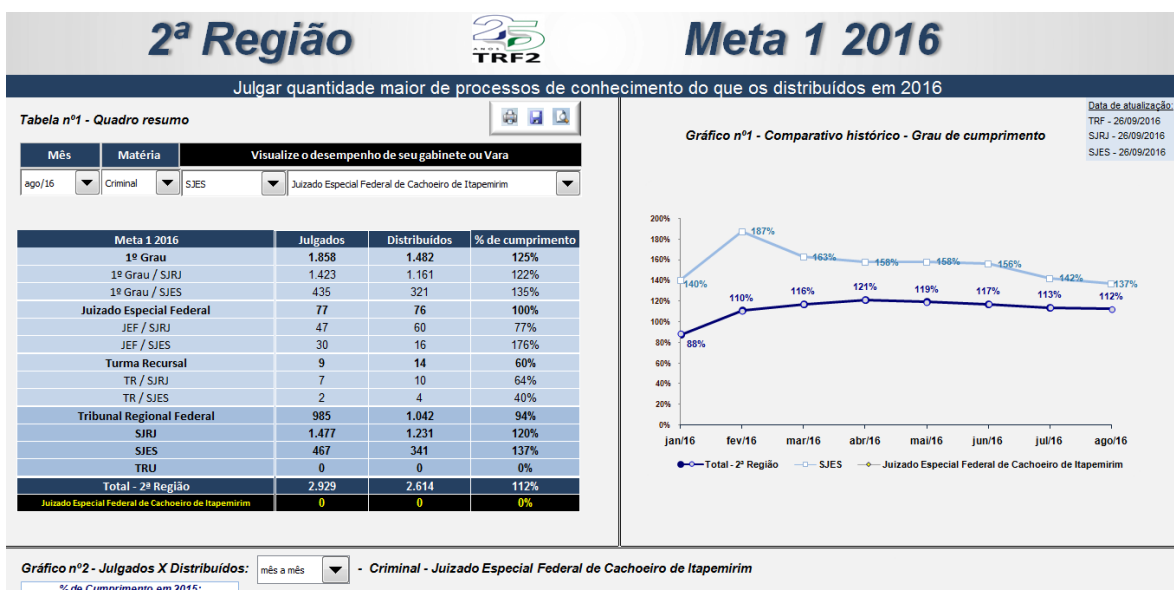 2ª Região
25
ANOS
TRF2
Meta 1 2016
Julgar quantidade maior de processos de conhecimento do que os distribuídos em 2016
Tabela nº1 - Quadro resumo
Mês Matéria Visualize o desempenho de seu gabinete ou Vara
ago/16 Criminal SJES Juizado Especial Federal de Cachoeiro de Itapemirim
Meta 1 2016 Julgados Distribuídos % de cumprimento
1º Grau 1.858 1.482 125%
1º Grau / SJRJ 1.423 1.161 122%
1º Grau / SJES 435 321 135%
Juizado Especial Federal 77 76 100%
JEF / SJRJ 47 60 77%
JEF / SJES 30 16 176%
Turma Recursal 9 14 60%
TR / SJRJ 7 10 64%
TR / SJES 2 4 40%
Tribunal Regional Federal 985 1.042 94%
SJRJ 1.477 1.231 120%
SJES 467 341 137%
TRU 0 0 0%
Total - 2ª Região 2.929 2.614 112%
Juizado Especial Federal de Cachoeiro de Itapemirim 0 0 0%
Gráfico nº1 - Comparativo histórico - Grau de cumprimento
Data de atualização:
TRF - 26/09/2016
SJRJ - 26/09/2016
SJES - 26/09/2016
200%
180%
160%
140%
120%
100%
80%
60%
40%
20%
0%
140% 187% 163% 158% 158% 156% 142% 137%
88% 110% 116% 121% 119% 117% 113% 112%
jan/16 fev/16 mar/16 abr/16 mai/16 jun/16 jul/16 ago/16
Total - 2ª Região SJES Juizado Especial Federal de Cachoeiro de Itapemirim
Gráfico nº2 - Julgados X Distribuídos: mês a mês - Criminal - Juizado Especial Federal de Cachoeiro de Itapemirim
% de Cumprimento em 2015: